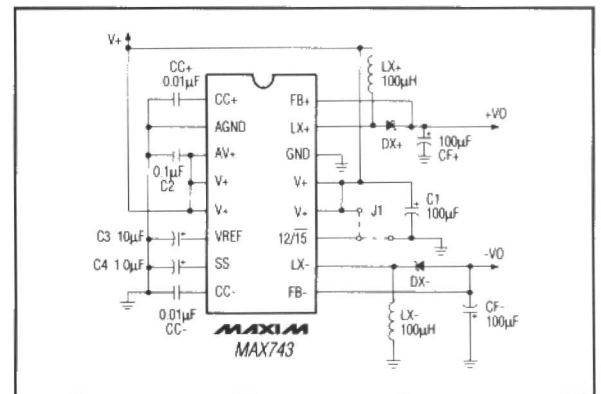 V+
CC+
0.01µF
LX+
100µH
CC+
FB+
+VO
AGND
LX+
DX+
100µF
CF+
AV+
GND
0.1µF
C2
V+
V+
C1
100µF
V+
V+
J1
C3 10µF
VREF
12/15
-VO
C4 10µF
SS
LX-
DX-
CC-
FB-
0.01µF
CC-
LX-
100µH
CF-
100µF
MAXIM
MAX743